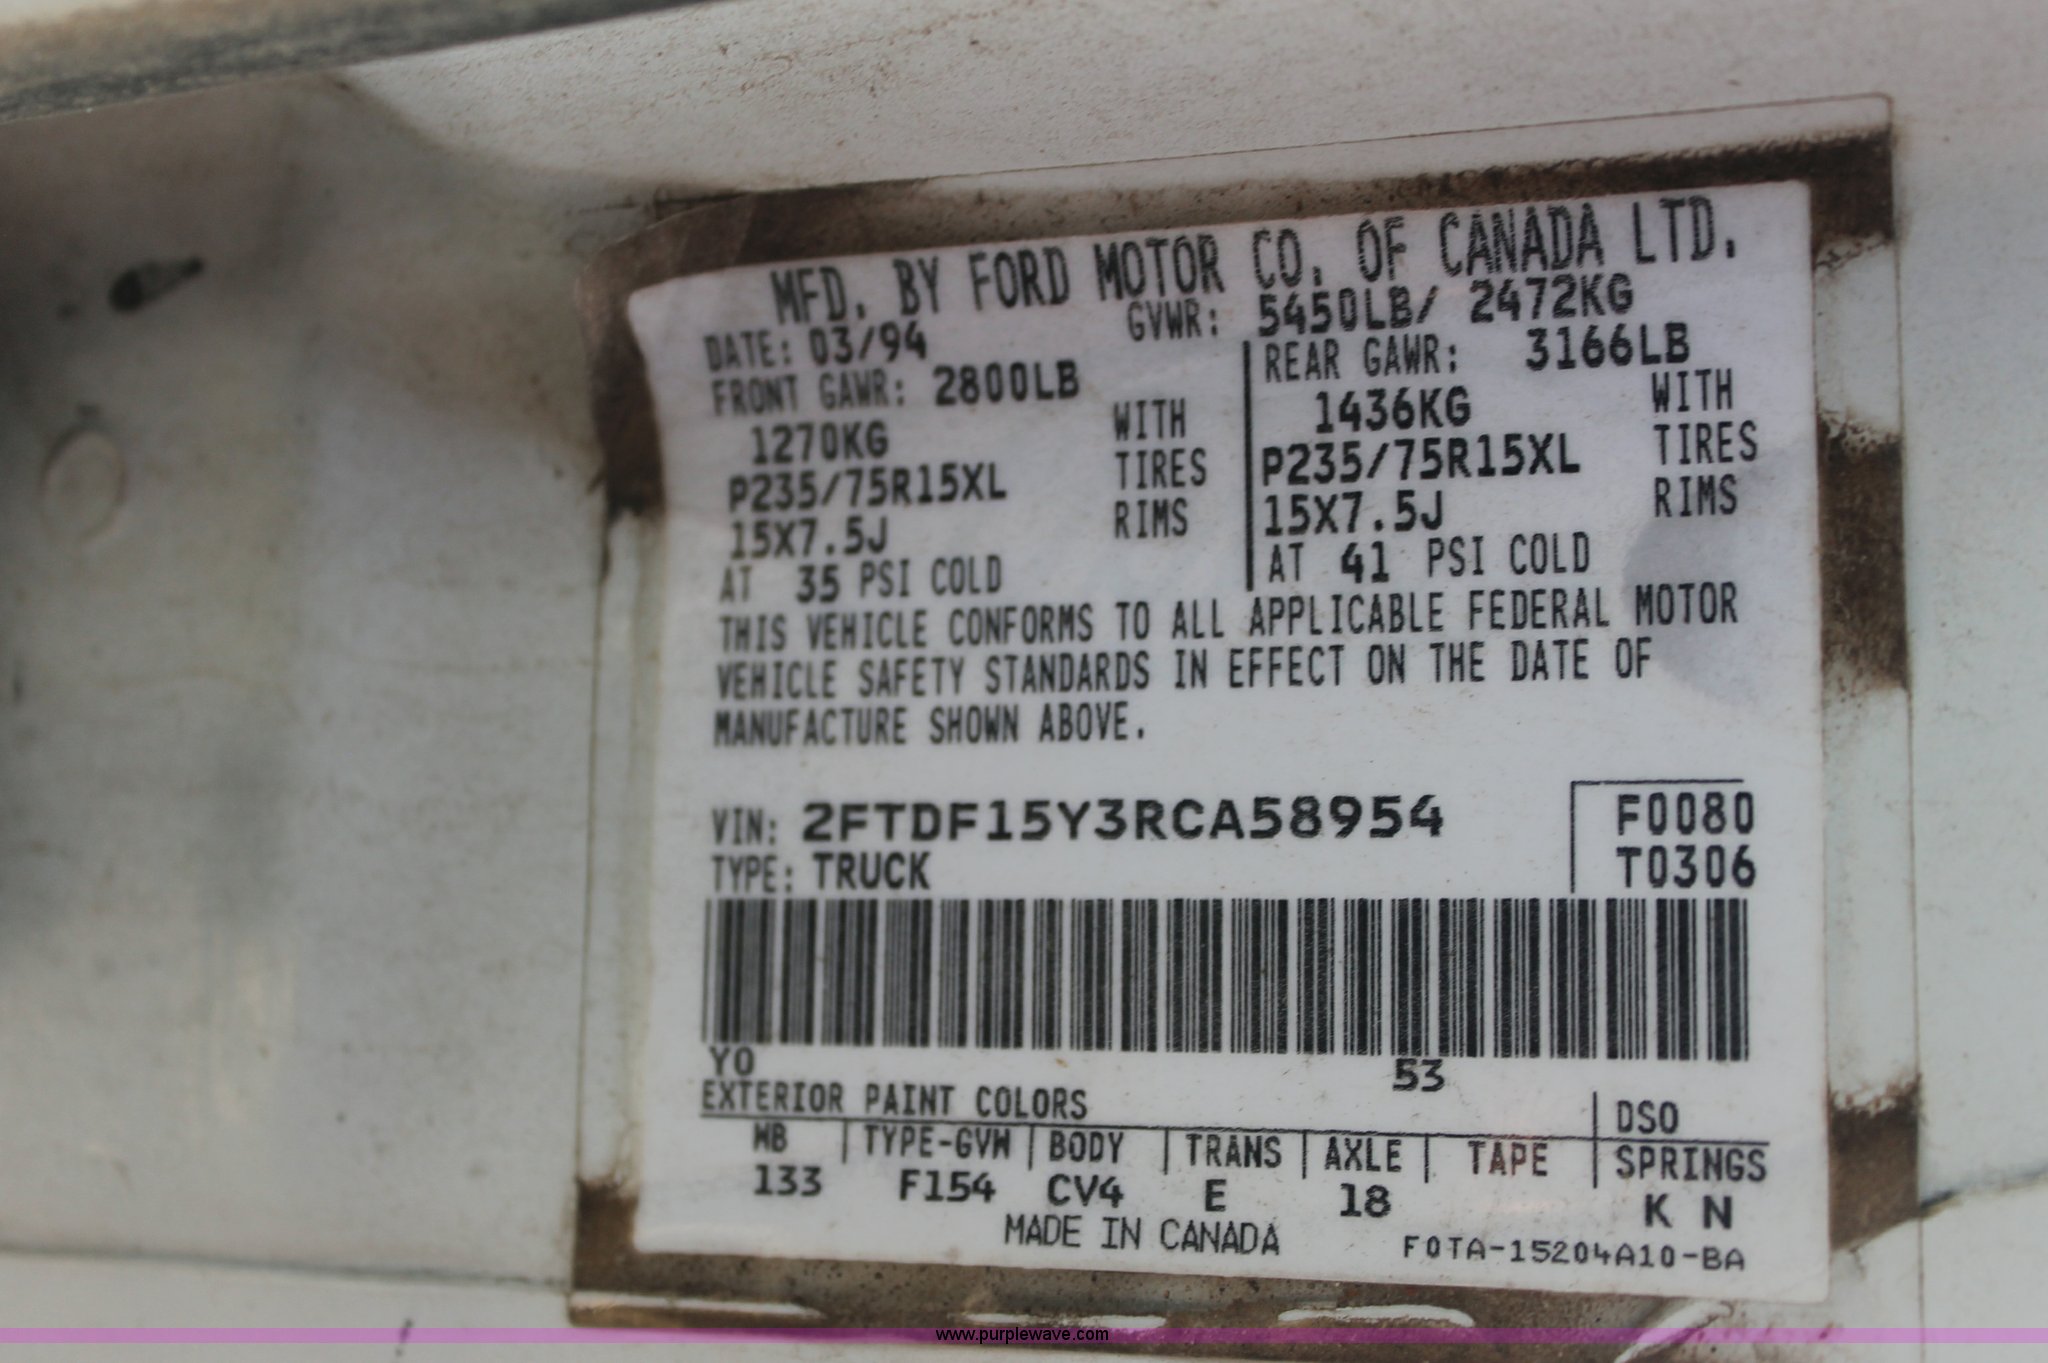 MFD. BY FORD MOTOR CO. OF CANADA LTD.
DATE: 03/94 GVWR: 5450LB/ 2472KG
FRONT GAWR: 2800LB REAR GAWR: 3166LB
1270KG WITH 1436KG WITH
P235/75R15XL TIRES P235/75R15XL TIRES
15X7.5J RIMS 15X7.5J RIMS
AT 35 PSI COLD AT 41 PSI COLD
THIS VEHICLE CONFORMS TO ALL APPLICABLE FEDERAL MOTOR
VEHICLE SAFETY STANDARDS IN EFFECT ON THE DATE OF
MANUFACTURE SHOWN ABOVE.
VIN: 2FTDF15Y3RCA58954 F0080
TYPE: TRUCK T0306
YO 53
EXTERIOR PAINT COLORS DSO
WB TYPE-GVW BODY TRANS AXLE TAPE SPRINGS
133 F154 CV4 E 18 K N
MADE IN CANADA F0TA-15204A10-BA
www.purplewave.com